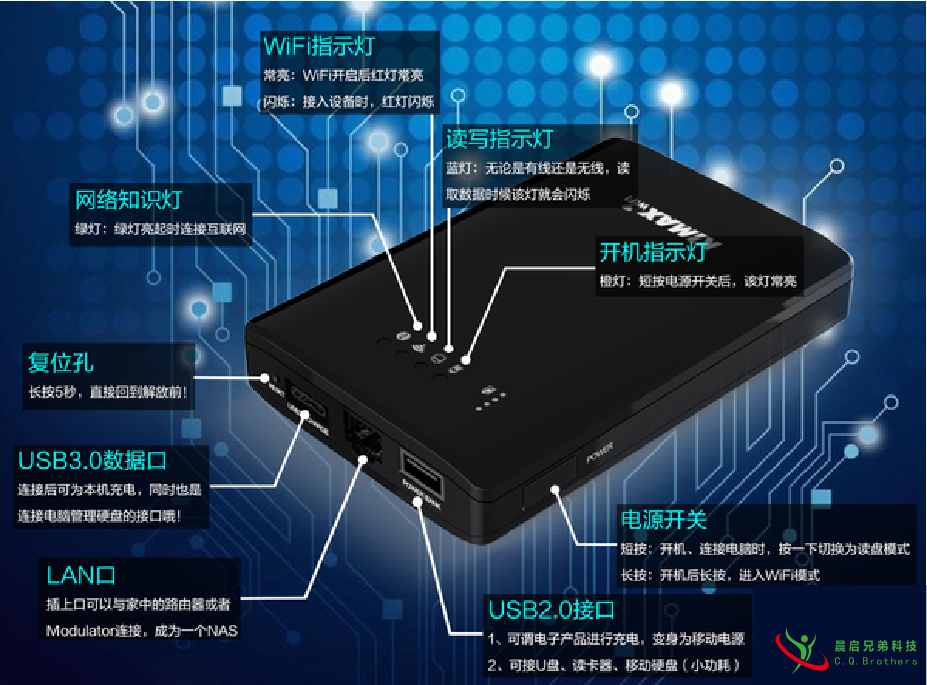 WiFi指示灯
常亮：WiFi开启后红灯常亮
闪烁：接入设备时，红灯闪烁
读写指示灯
蓝灯：无论是有线还是无线，读
取数据时候该灯就会闪烁
网络知识灯
绿灯：绿灯亮起时连接互联网
开机指示灯
橙灯：短按电源开关后，该灯常亮
复位孔
长按5秒，直接回到解放前！
USB3.0数据口
连接后可为本机充电，同时也是
连接电脑管理硬盘的接口哦！
LAN口
插上口可以与家中的路由器或者
Modulator连接，成为一个NAS
POWER
电源开关
短按：开机、连接电脑时，按一下切换为读盘模式
长按：开机后长按，进入WiFi模式
USB2.0接口
1、可谓电子产品进行充电，变身为移动电源
2、可接U盘、读卡器、移动硬盘（小功耗）
晨启兄弟科技
C.Q.Brothers